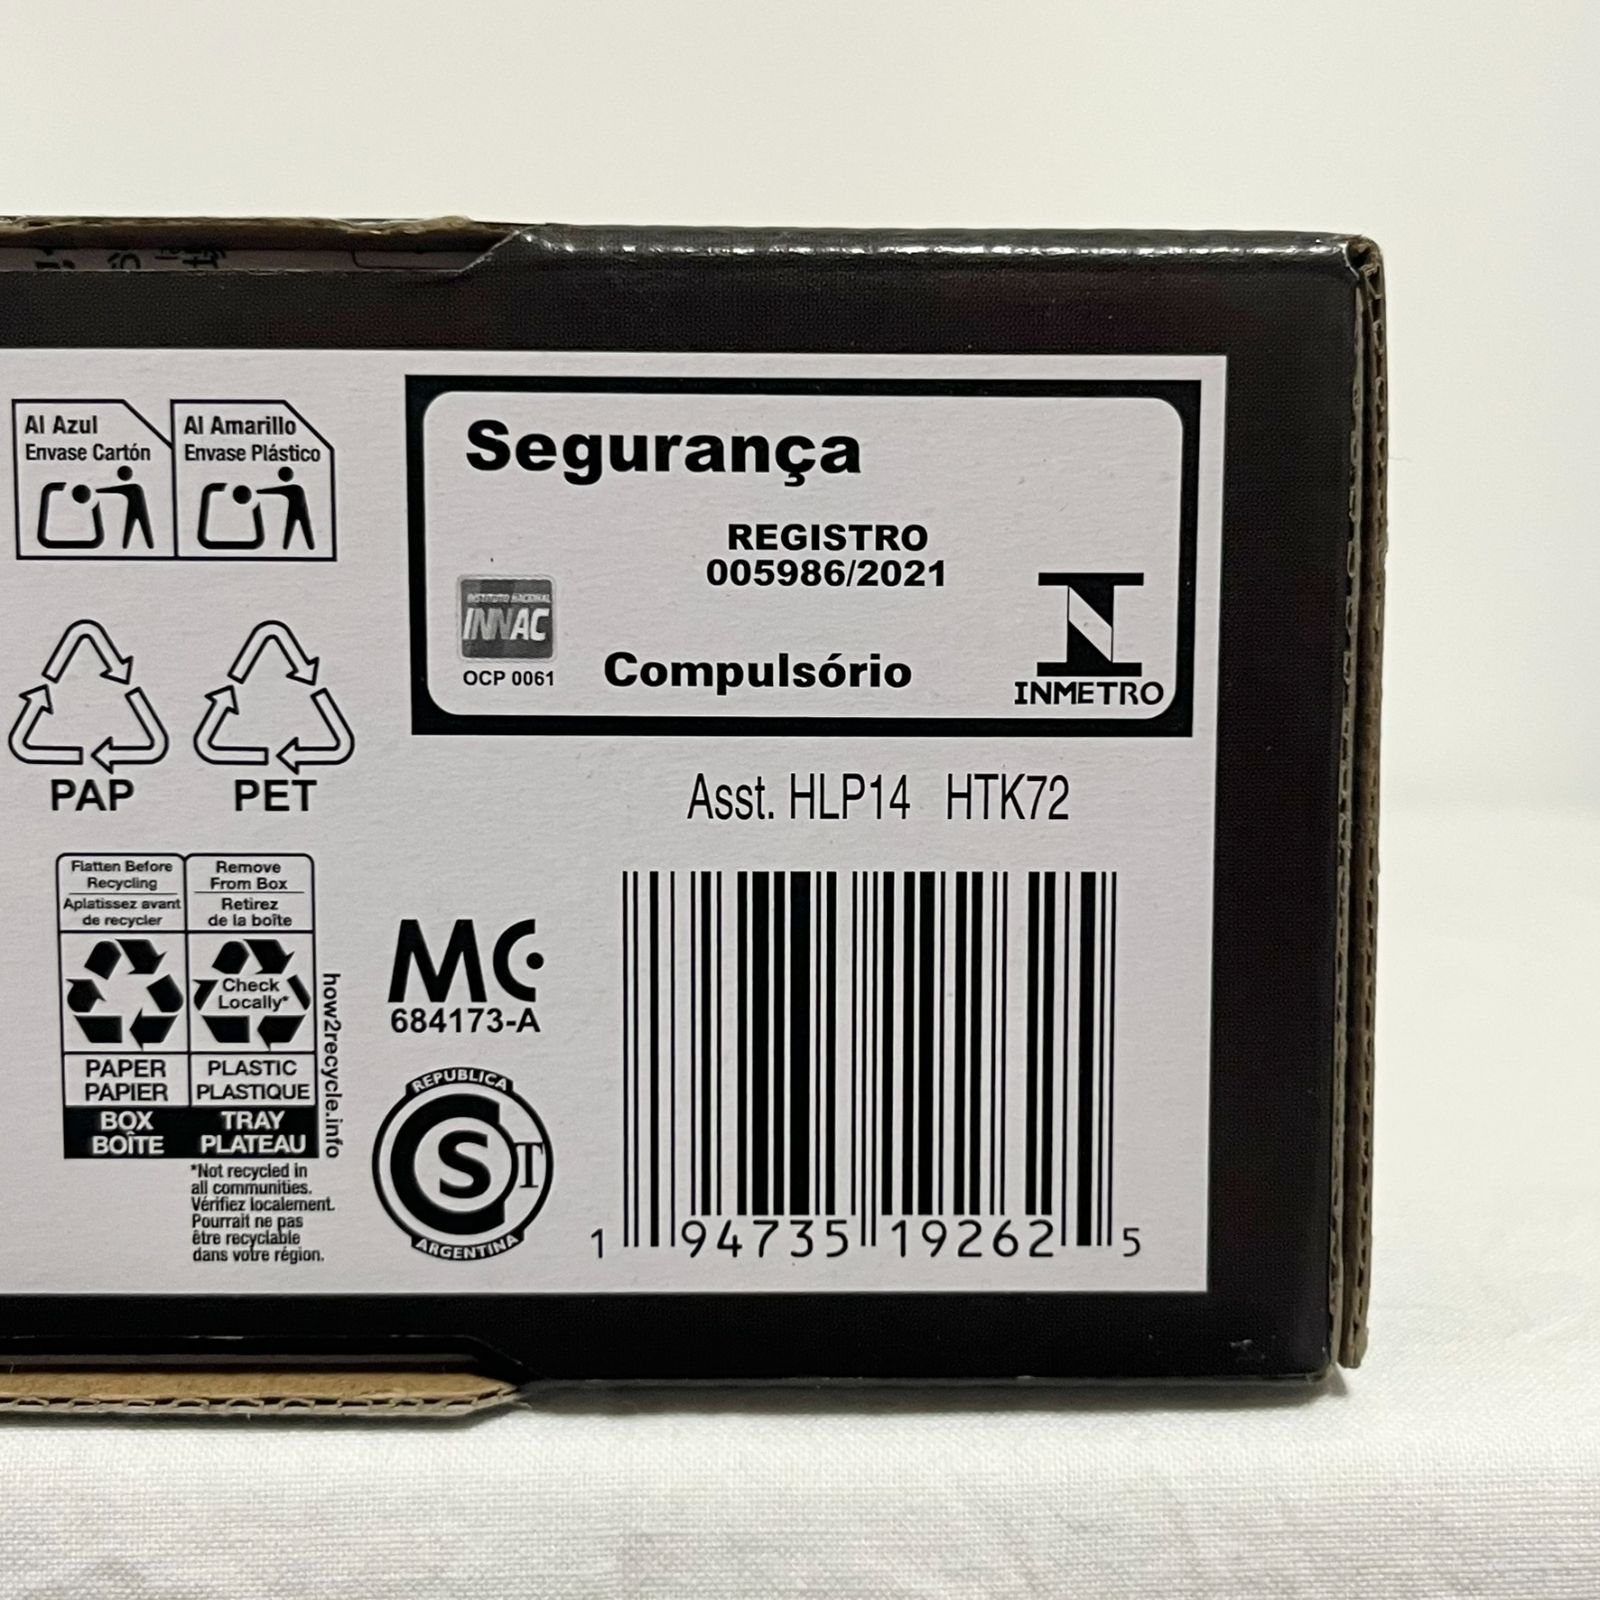 Al Azul
Envase Cartón
Al Amarillo
Envase Plástico
PAP
PET
Flatten Before
Recycling
Aplatissez avant
de recycler
PAPER
PAPIER
BOX
BOÎTE
Remove
From Box
Retirez
de la boîte
Check
Locally*
PLASTIC
PLASTIQUE
TRAY
PLATEAU
how2recycle.info
*Not recycled in
all communities.
Vérifiez localement.
Pourrait ne pas
être recyclable
dans votre région.
Segurança
REGISTRO
005986/2021
INSTITUTO NACIONAL
INNAC
OCP 0061
Compulsório
INMETRO
Asst. HLP14 HTK72
MC
684173-A
REPUBLICA
CST
ARGENTINA
1 94735 19262 5